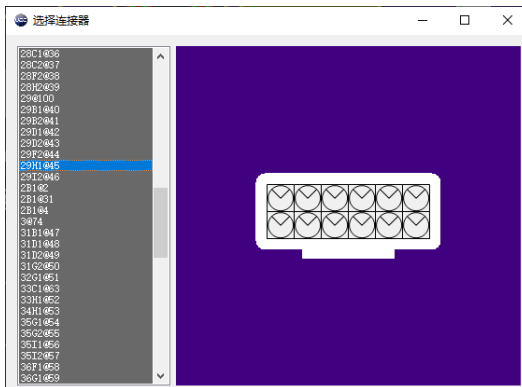 选择连接器
28C1@36
28C2@37
28F2@38
28H2@39
29@100
29B1@40
29B2@41
29D1@42
29D2@43
29F2@44
29H1@45
29I2@46
2B1@2
2B1@31
2B1@4
3@74
31B1@47
31D1@48
31D2@49
31G2@50
32G1@51
33C1@63
33H1@52
34H1@53
35G1@54
35G2@55
35I1@56
35I2@57
36F1@58
36G1@59